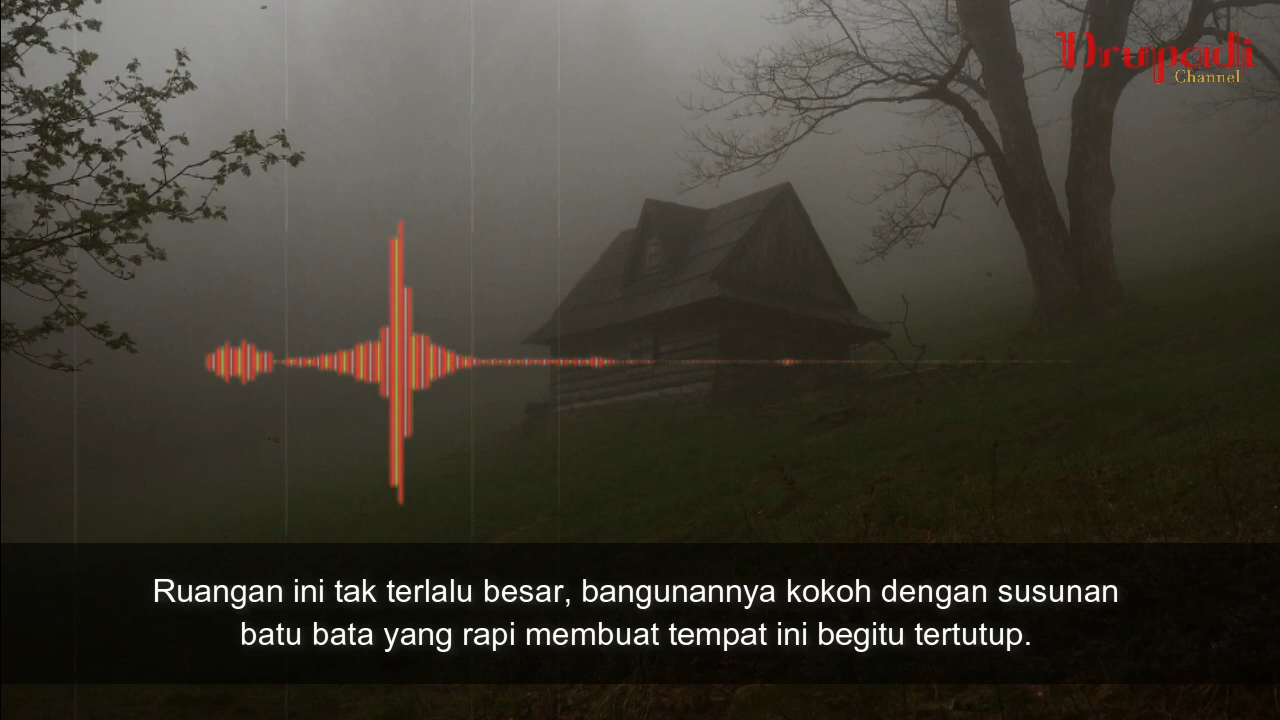 Drupadi
Channel
Ruangan ini tak terlalu besar, bangunannya kokoh dengan susunan
batu bata yang rapi membuat tempat ini begitu tertutup.